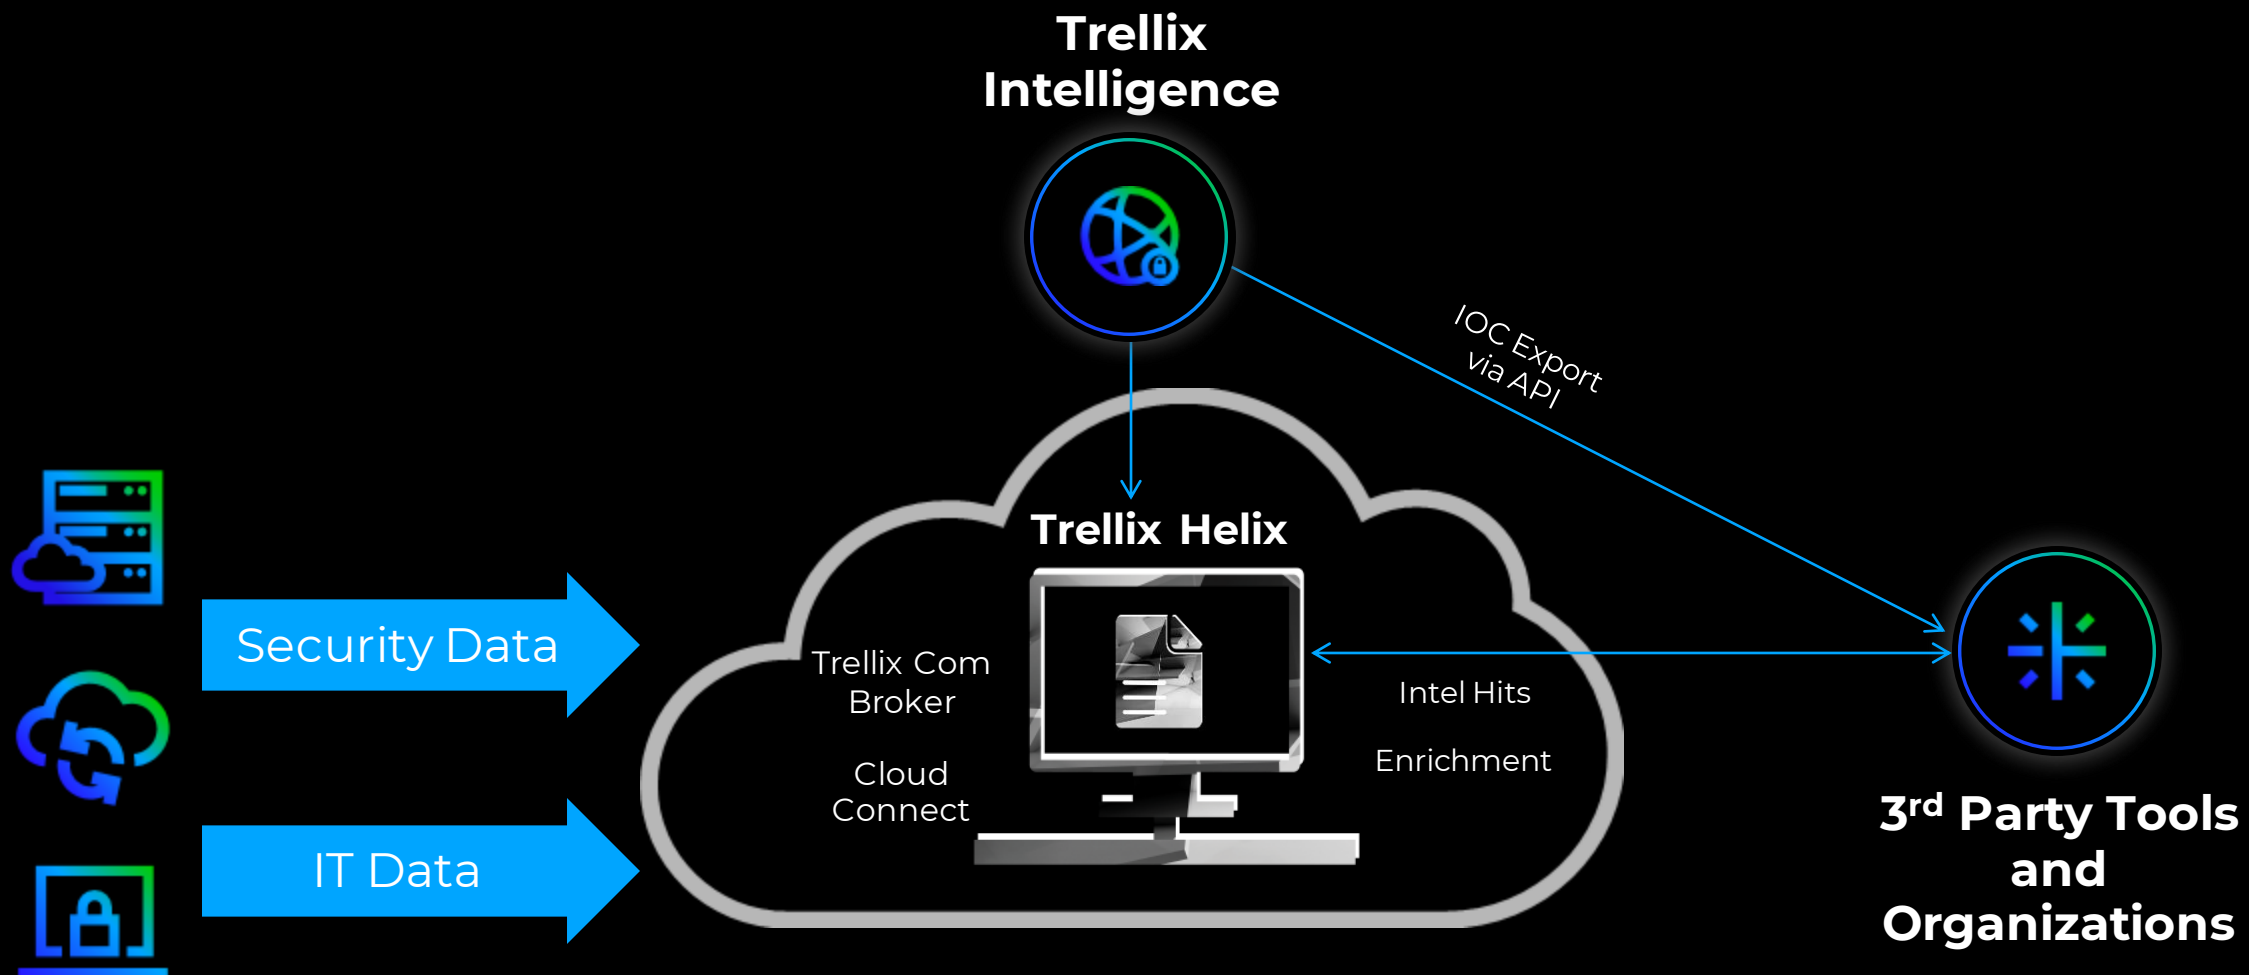 Trellix
Intelligence
IOC Export
via API
Trellix Helix
Security Data
Trellix Com
Broker
Intel Hits
Enrichment
Cloud
Connect
IT Data
3rd Party Tools
and
Organizations